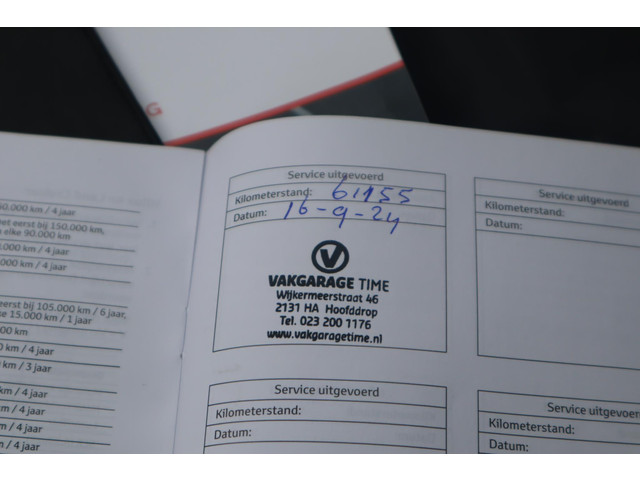 G
60.000 km / 4 jaar
eerst bij 150.000 km,
elke 90.000 km
.000 km / 4 jaar
.000 km / 4 jaar
eerst bij 105.000 km / 6 jaar,
15.000 km / 1 jaar
000 km
km / 4 jaar
km / 3 jaar
km / 4 jaar
km / 4 jaar
km / 4 jaar
m / 4 jaar
Service uitgevoerd
Kilometerstand: 61155
Datum: 16-9-24
V
VAKGARAGE TIME
Wijkermeerstraat 46
2131 HA Hoofddrop
Tel. 023 200 1176
www.vakgaragetime.nl
Service uitgevoerd
Kilometerstand:
Datum:
Service uitgevoerd
Kilometerstand:
Datum:
Service uitgevoer
Kilometerstand:
Datum: